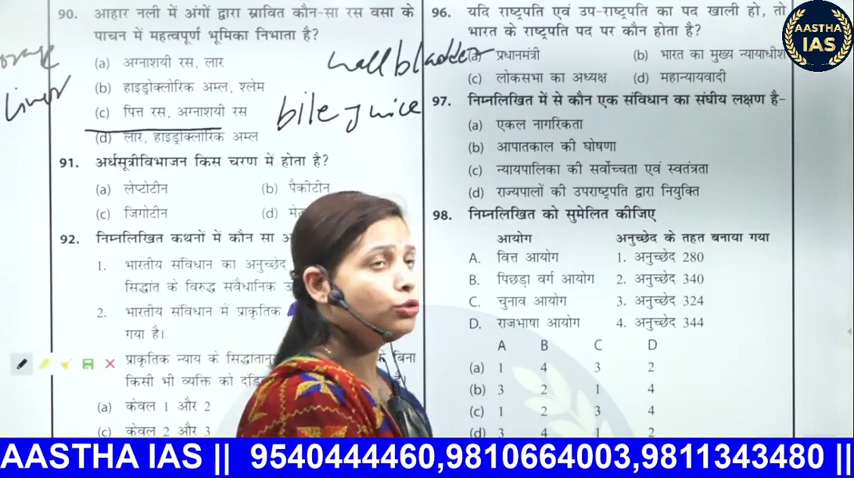 90. आहार नली में अंगों द्वारा स्रावित कौन-सा रस वसा के
पाचन में महत्वपूर्ण भूमिका निभाता है?
(a) अग्नाशयी रस, लार
(b) हाइड्रोक्लोरिक अम्ल, श्लेम
(c) पित्त रस, अग्नाशयी रस
(d) लार, हाइड्रोक्लोरिक अम्ल
Liver
bladder
bile juice
91. अर्धसूत्रीविभाजन किस चरण में होता है?
(a) लेप्टोटीन (b) पैकीटीन
(c) जिगोटीन (d)
92. निम्नलिखित कथनों में कौन सा
1. भारतीय संविधान का अनुच्छेद
सिद्धांत के विरुद्ध संवैधानिक
2. भारतीय संविधान में प्राकृतिक
गया है।
प्राकृतिक न्याय के सिद्धांतानु के बिना
किसी भी व्यक्ति को
(a) केवल 1 और 2
(c) केवल 2 और 3
96. यदि राष्ट्रपति एवं उप-राष्ट्रपति का पद खाली हो, तो
भारत के राष्ट्रपति पद पर कौन होता है?
(a) प्रधानमंत्री (b) भारत का मुख्य न्यायाधीश
(c) लोकसभा का अध्यक्ष (d) महान्यायवादी
97. निम्नलिखित में से कौन एक संविधान का संघीय लक्षण है-
(a) एकल नागरिकता
(b) आपातकाल की घोषणा
(c) न्यायपालिका की सर्वोच्चता एवं स्वतंत्रता
(d) राज्यपालों की उपराष्ट्रपति द्वारा नियुक्ति
98. निम्नलिखित को सुमेलित कीजिए
आयोग अनुच्छेद के तहत बनाया गया
A. वित्त आयोग 1. अनुच्छेद 280
B. पिछड़ा वर्ग आयोग 2. अनुच्छेद 340
C. चुनाव आयोग 3. अनुच्छेद 324
D. राजभाषा आयोग 4. अनुच्छेद 344
A B C D
(a) 1 4 3 2
(b) 3 2 1 4
(c) 1 2 3 4
(d) 3 4 1 2
AASTHA
IAS
AASTHA IAS || 9540444460,9810664003,9811343480 ||